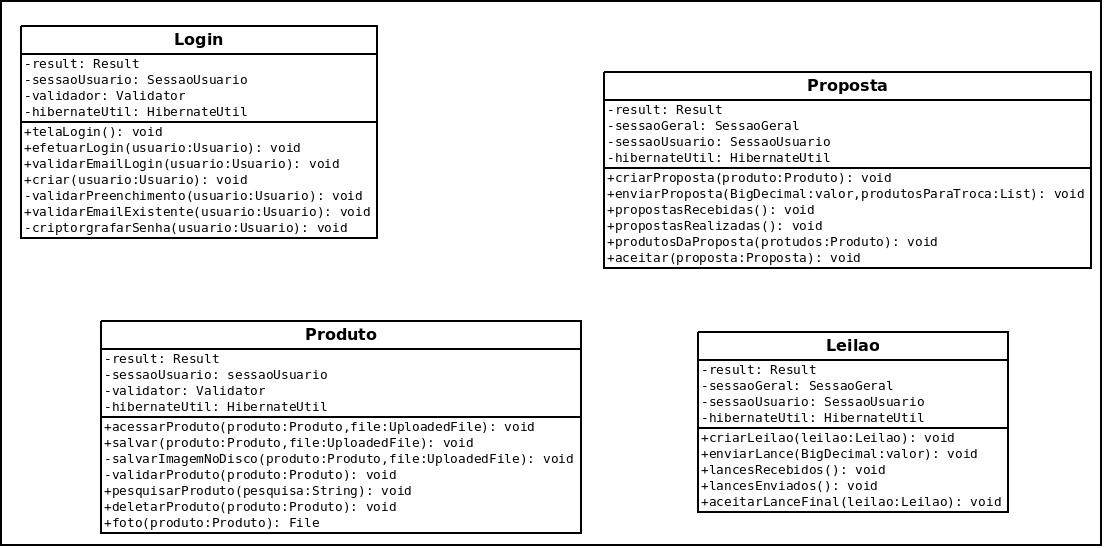 Login
-result: Result
-sessaoUsuario: SessaoUsuario
-validador: Validator
-hibernateUtil: HibernateUtil
+telaLogin(): void
+efetuarLogin(usuario:Usuario): void
+validarEmailLogin(usuario:Usuario): void
+criar(usuario:Usuario): void
-validarPreenchimento(usuario:Usuario): void
+validarEmailExistente(usuario:Usuario): void
-criptorgrafarSenha(usuario:Usuario): void
Proposta
-result: Result
-sessaoGeral: SessaoGeral
-sessaoUsuario: SessaoUsuario
-hibernateUtil: HibernateUtil
+criarProposta(produto:Produto): void
+enviarProposta(BigDecimal:valor,produtosParaTroca:List): void
+propostasRecebidas(): void
+propostasRealizadas(): void
+produtosDaProposta(protudos:Produto): void
+aceitar(proposta:Proposta): void
Produto
-result: Result
-sessaoUsuario: sessaoUsuario
-validator: Validator
-hibernateUtil: HibernateUtil
+acessarProduto(produto:Produto,file:UploadedFile): void
+salvar(produto:Produto,file:UploadedFile): void
-salvarImagemNoDisco(produto:Produto,file:UploadedFile): void
-validarProduto(produto:Produto): void
+pesquisarProduto(pesquisa:String): void
+deletarProduto(produto:Produto): void
+foto(produto:Produto): File
Leilao
-result: Result
-sessaoGeral: SessaoGeral
-sessaoUsuario: SessaoUsuario
-hibernateUtil: HibernateUtil
+criarLeilao(leilao:Leilao): void
+enviarLance(BigDecimal:valor): void
+lancesRecebidos(): void
+lancesEnviados(): void
+aceitarLanceFinal(leilao:Leilao): void